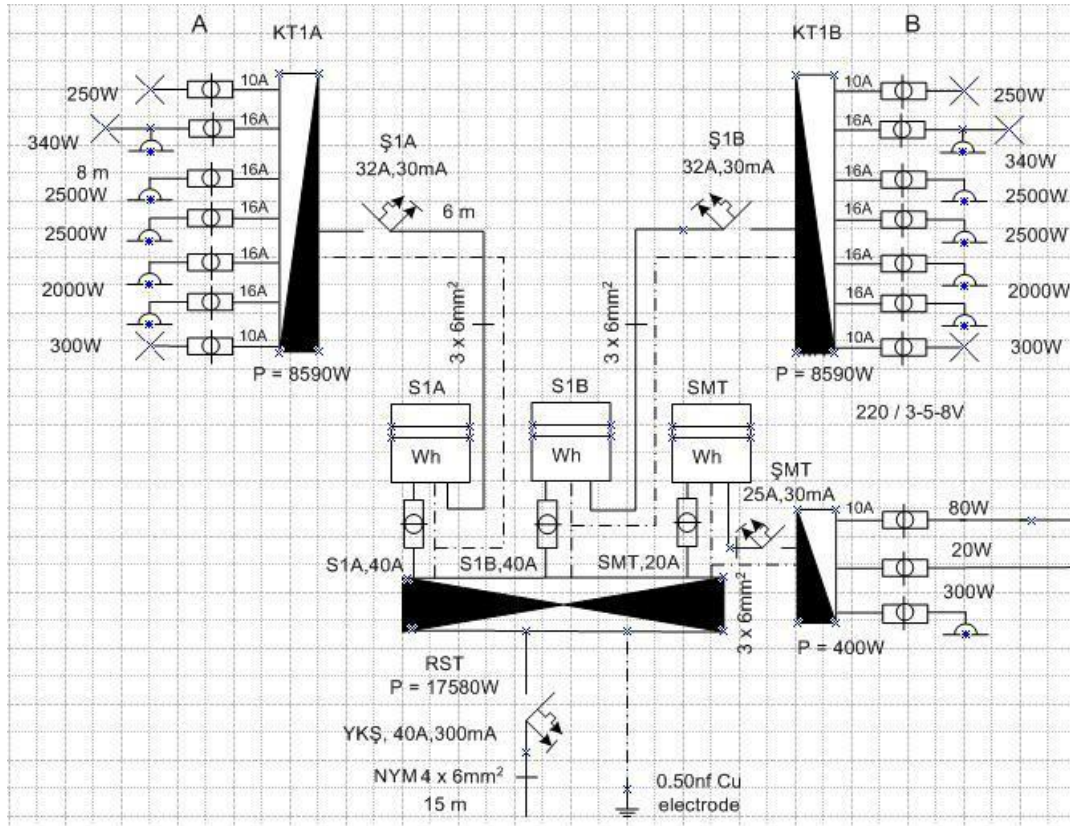 A
KT1A
10A
250W
16A
340W
8 m
16A
2500W
16A
2500W
16A
2000W
16A
10A
300W
P = 8590W
Ş1A
32A,30mA
6 m
3 x 6mm²
KT1B
B
10A
250W
16A
340W
16A
2500W
16A
2500W
16A
2000W
16A
10A
300W
P = 8590W
Ş1B
32A,30mA
3 x 6mm²
220 / 3-5-8V
S1A
Wh
S1B
Wh
SMT
Wh
ŞMT
25A,30mA
10A
80W
20W
300W
P = 400W
3 x 6mm²
S1A,40A
S1B,40A
SMT,20A
RST
P = 17580W
YKŞ, 40A,300mA
NYM 4 x 6mm²
15 m
0.50nf Cu
electrode